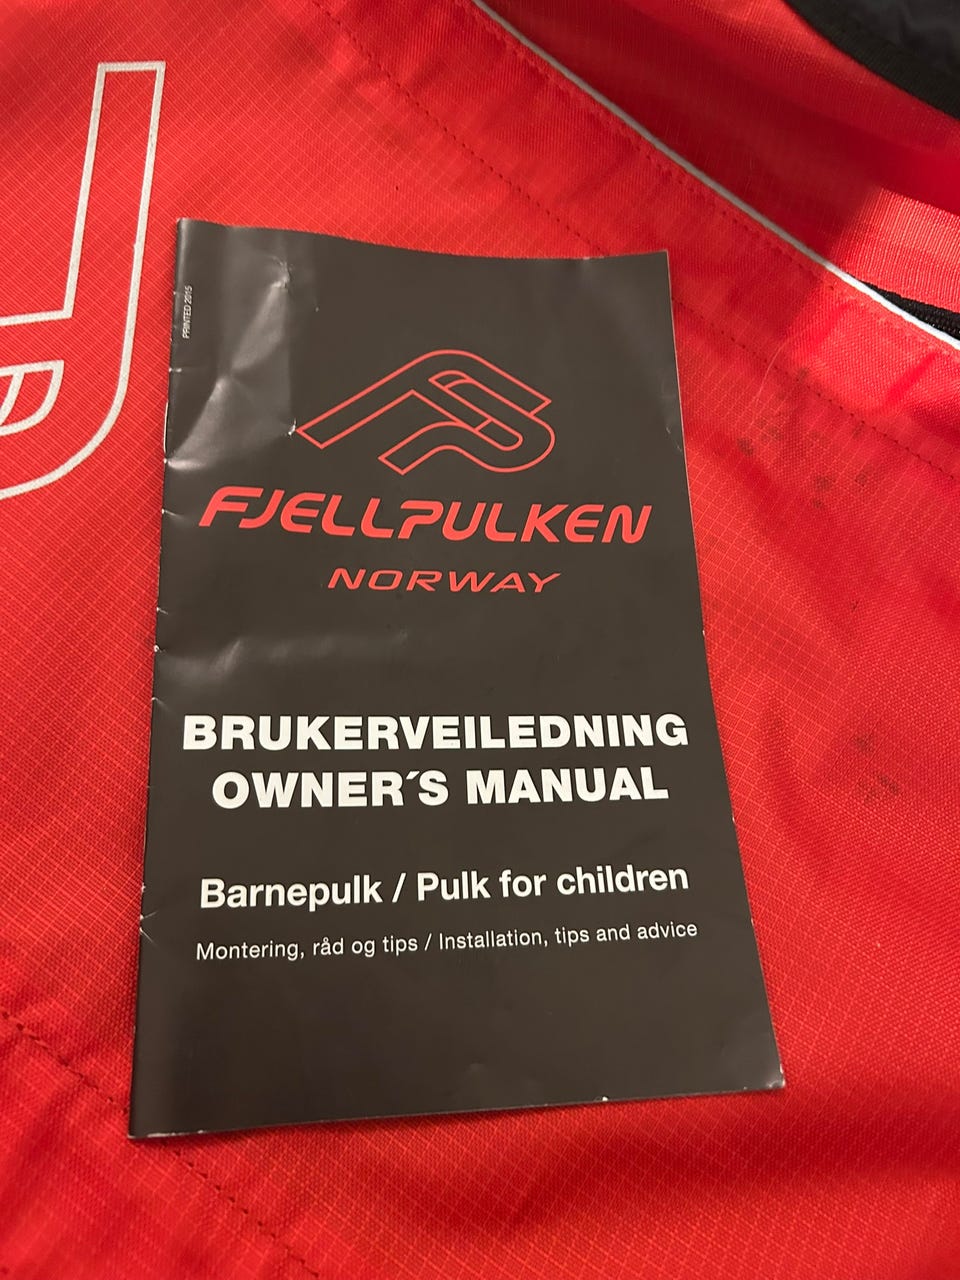 PRINTED 2015
FJELLPULKEN
NORWAY
BRUKERVEILEDNING
OWNER´S MANUAL
Barnepulk / Pulk for children
Montering, råd og tips / Installation, tips and advice